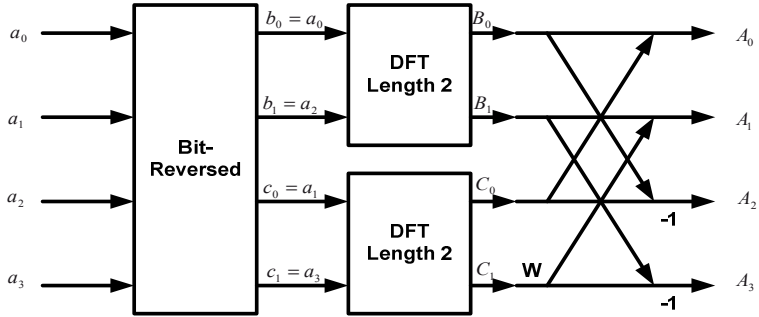 a₀
b₀ = a₀
B₀
A₀
DFT
Length 2
a₁
b₁ = a₂
B₁
A₁
Bit-
Reversed
a₂
c₀ = a₁
C₀
A₂
-1
DFT
Length 2
a₃
c₁ = a₃
C₁
W
A₃
-1